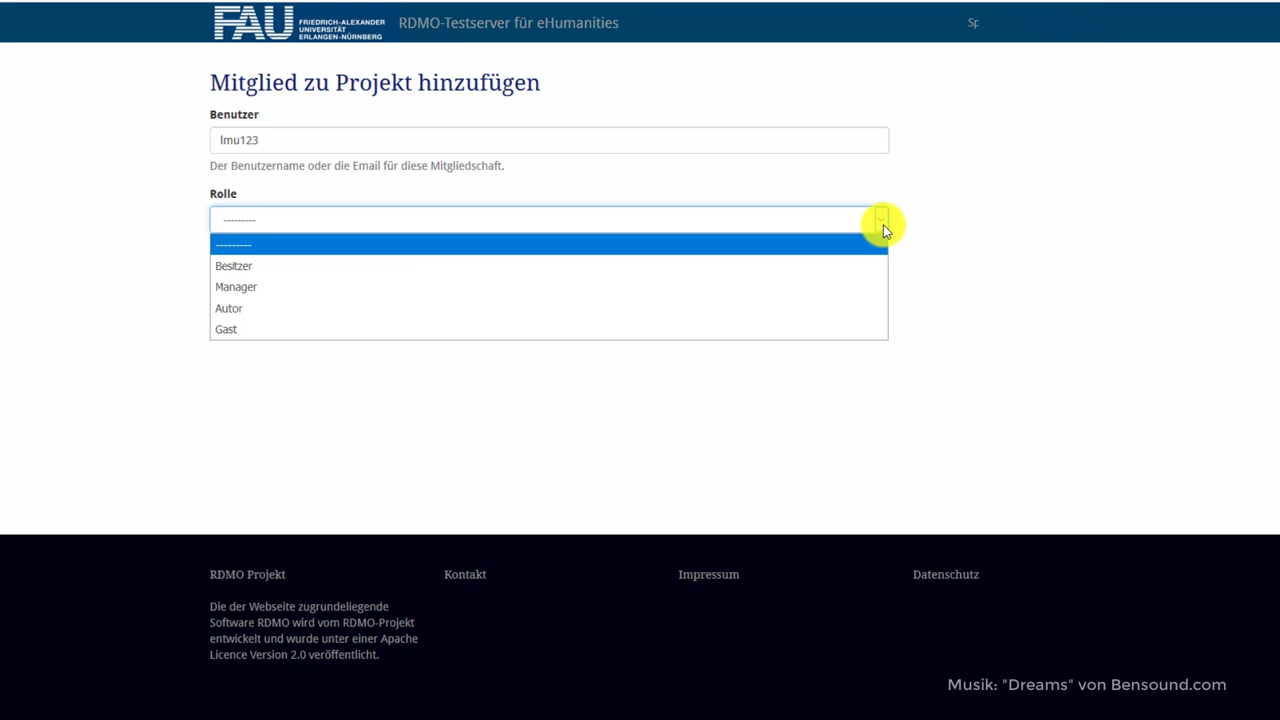 FAU FRIEDRICH-ALEXANDER
UNIVERSITÄT
ERLANGEN-NÜRNBERG
RDMO-Testserver für eHumanities
Sp
Mitglied zu Projekt hinzufügen
Benutzer
lmu123
Der Benutzername oder die Email für diese Mitgliedschaft.
Rolle
---------
---------
Besitzer
Manager
Autor
Gast
RDMO Projekt
Kontakt
Impressum
Datenschutz
Die der Webseite zugrundeliegende
Software RDMO wird vom RDMO-Projekt
entwickelt und wurde unter einer Apache
Licence Version 2.0 veröffentlicht.
Musik: "Dreams" von Bensound.com